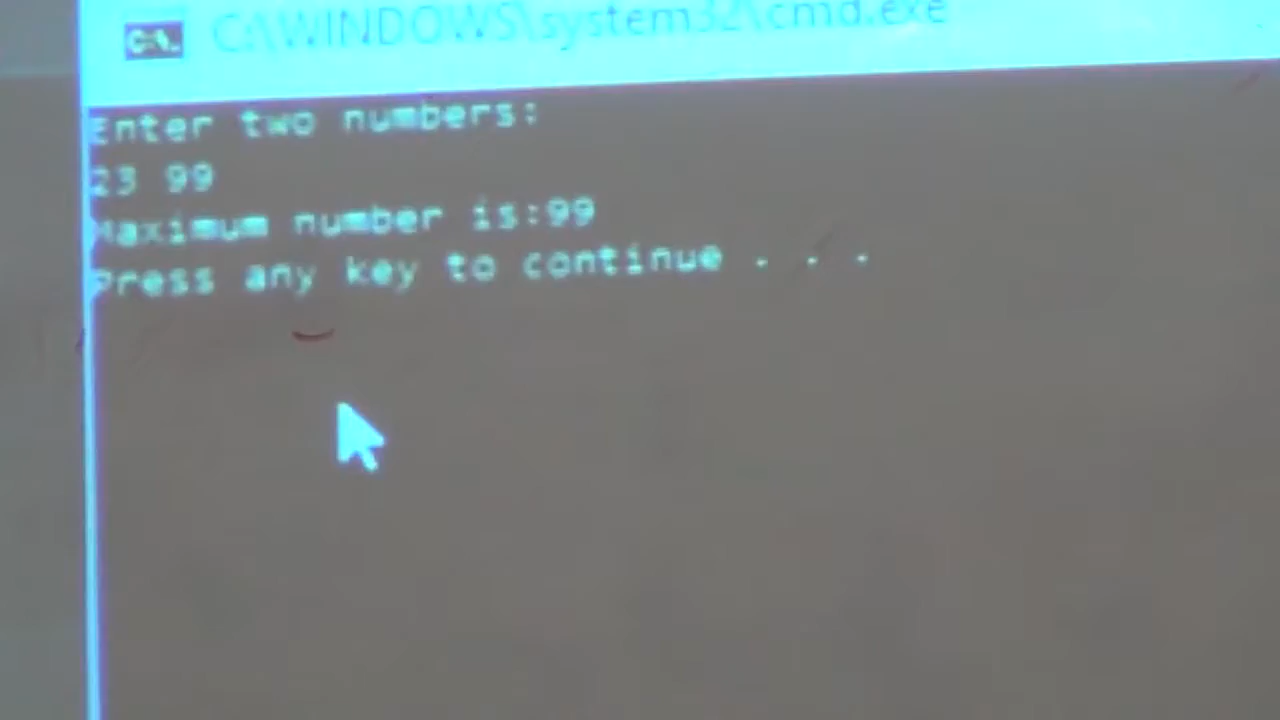 C:\WINDOWS\system32\cmd.exe
Enter two numbers:
23 99
Maximum number is:99
Press any key to continue . . .